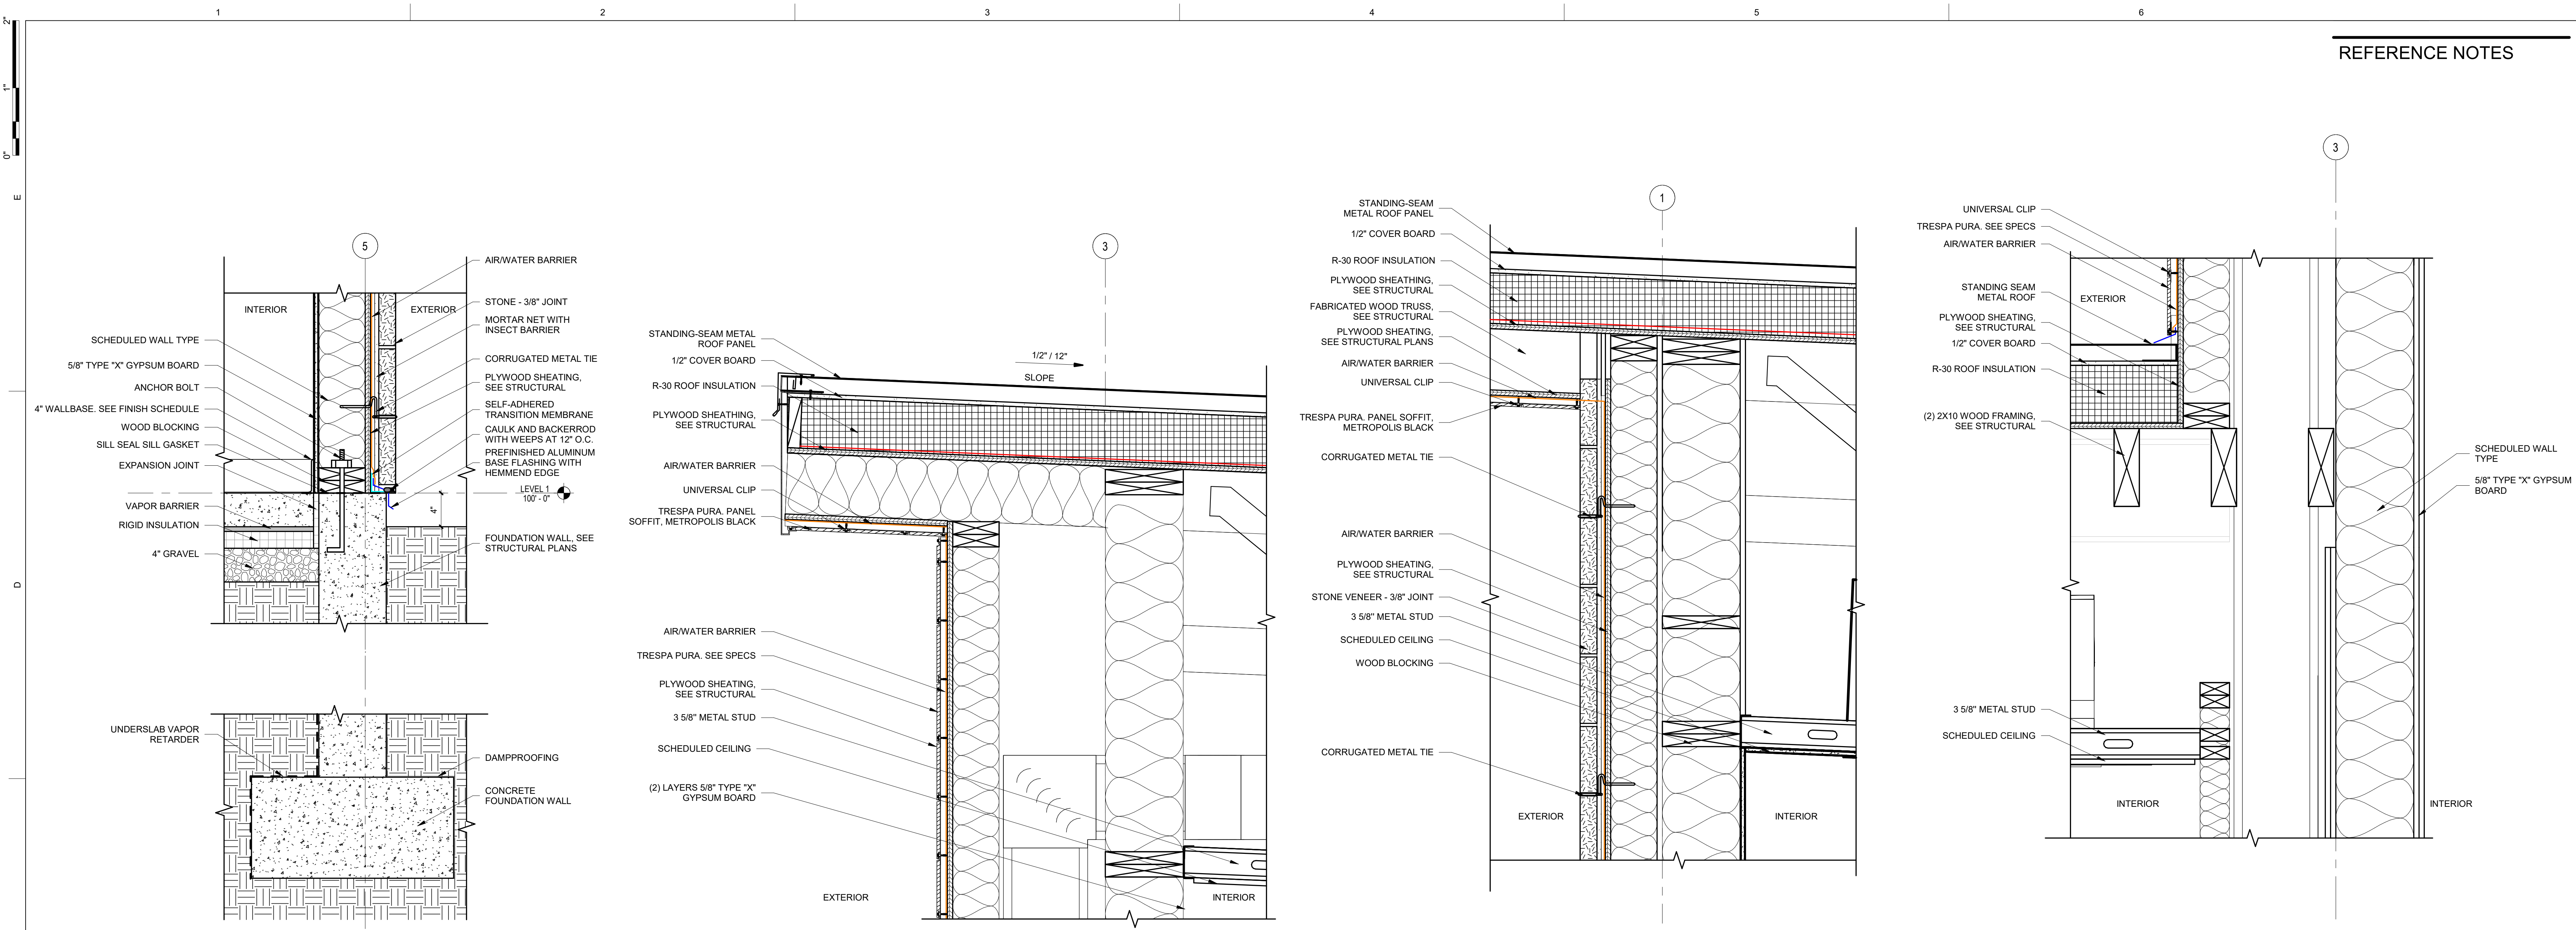 1
2
3
4
5
6
2"
1"
0"
E
D
REFERENCE NOTES
5
INTERIOR
EXTERIOR
SCHEDULED WALL TYPE
5/8" TYPE "X" GYPSUM BOARD
ANCHOR BOLT
4" WALLBASE. SEE FINISH SCHEDULE
WOOD BLOCKING
SILL SEAL SILL GASKET
EXPANSION JOINT
VAPOR BARRIER
RIGID INSULATION
4" GRAVEL
UNDERSLAB VAPOR
RETARDER
AIR/WATER BARRIER
STONE - 3/8" JOINT
MORTAR NET WITH
INSECT BARRIER
CORRUGATED METAL TIE
PLYWOOD SHEATING,
SEE STRUCTURAL
SELF-ADHERED
TRANSITION MEMBRANE
CAULK AND BACKERROD
WITH WEEPS AT 12" O.C.
PREFINISHED ALUMINUM
BASE FLASHING WITH
HEMMEND EDGE
LEVEL 1
100' - 0"
4"
FOUNDATION WALL, SEE
STRUCTURAL PLANS
DAMPPROOFING
CONCRETE
FOUNDATION WALL
3
1/2" / 12"
SLOPE
STANDING-SEAM METAL
ROOF PANEL
1/2" COVER BOARD
R-30 ROOF INSULATION
PLYWOOD SHEATHING,
SEE STRUCTURAL
AIR/WATER BARRIER
UNIVERSAL CLIP
TRESPA PURA. PANEL
SOFFIT, METROPOLIS BLACK
AIR/WATER BARRIER
TRESPA PURA. SEE SPECS
PLYWOOD SHEATING,
SEE STRUCTURAL
3 5/8" METAL STUD
SCHEDULED CEILING
(2) LAYERS 5/8" TYPE "X"
GYPSUM BOARD
EXTERIOR
INTERIOR
1
STANDING-SEAM
METAL ROOF PANEL
1/2" COVER BOARD
R-30 ROOF INSULATION
PLYWOOD SHEATHING,
SEE STRUCTURAL
FABRICATED WOOD TRUSS,
SEE STRUCTURAL
PLYWOOD SHEATING,
SEE STRUCTURAL PLANS
AIR/WATER BARRIER
UNIVERSAL CLIP
TRESPA PURA. PANEL SOFFIT,
METROPOLIS BLACK
CORRUGATED METAL TIE
AIR/WATER BARRIER
PLYWOOD SHEATING,
SEE STRUCTURAL
STONE VENEER - 3/8" JOINT
3 5/8" METAL STUD
SCHEDULED CEILING
WOOD BLOCKING
CORRUGATED METAL TIE
EXTERIOR
INTERIOR
3
UNIVERSAL CLIP
TRESPA PURA. SEE SPECS
AIR/WATER BARRIER
STANDING SEAM
METAL ROOF
PLYWOOD SHEATING,
SEE STRUCTURAL
1/2" COVER BOARD
R-30 ROOF INSULATION
(2) 2X10 WOOD FRAMING,
SEE STRUCTURAL
3 5/8" METAL STUD
SCHEDULED CEILING
EXTERIOR
INTERIOR
SCHEDULED WALL
TYPE
5/8" TYPE "X" GYPSUM
BOARD
INTERIOR